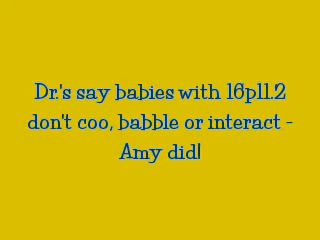 Dr.'s say babies with 16p11.2
don't coo, babble or interact -
Amy did!